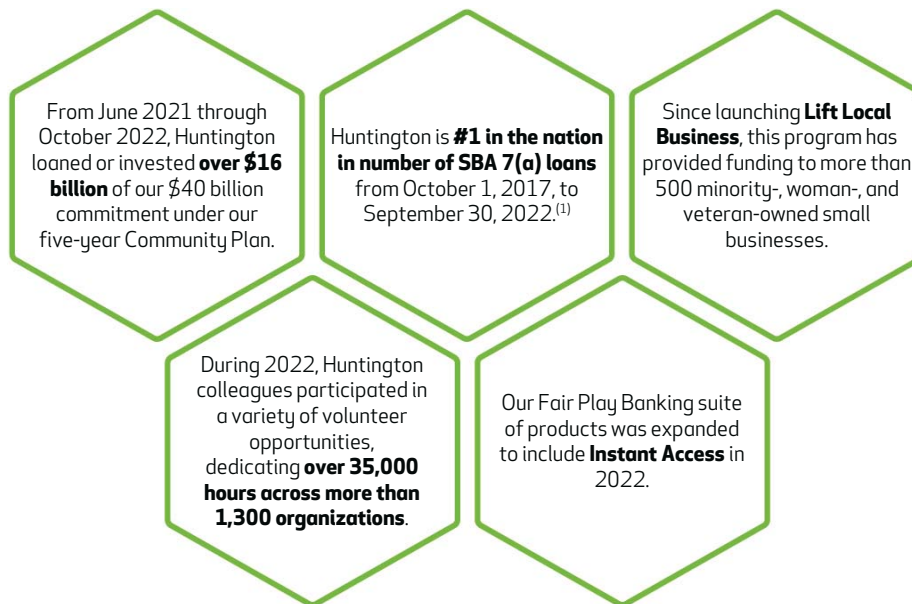 From June 2021 through
October 2022, Huntington
loaned or invested over $16
billion of our $40 billion
commitment under our
five-year Community Plan.
Huntington is #1 in the nation
in number of SBA 7(a) loans
from October 1, 2017, to
September 30, 2022.(1)
Since launching Lift Local
Business, this program has
provided funding to more than
500 minority-, woman-, and
veteran-owned small
businesses.
During 2022, Huntington
colleagues participated in
a variety of volunteer
opportunities,
dedicating over 35,000
hours across more than
1,300 organizations.
Our Fair Play Banking suite
of products was expanded
to include Instant Access in
2022.